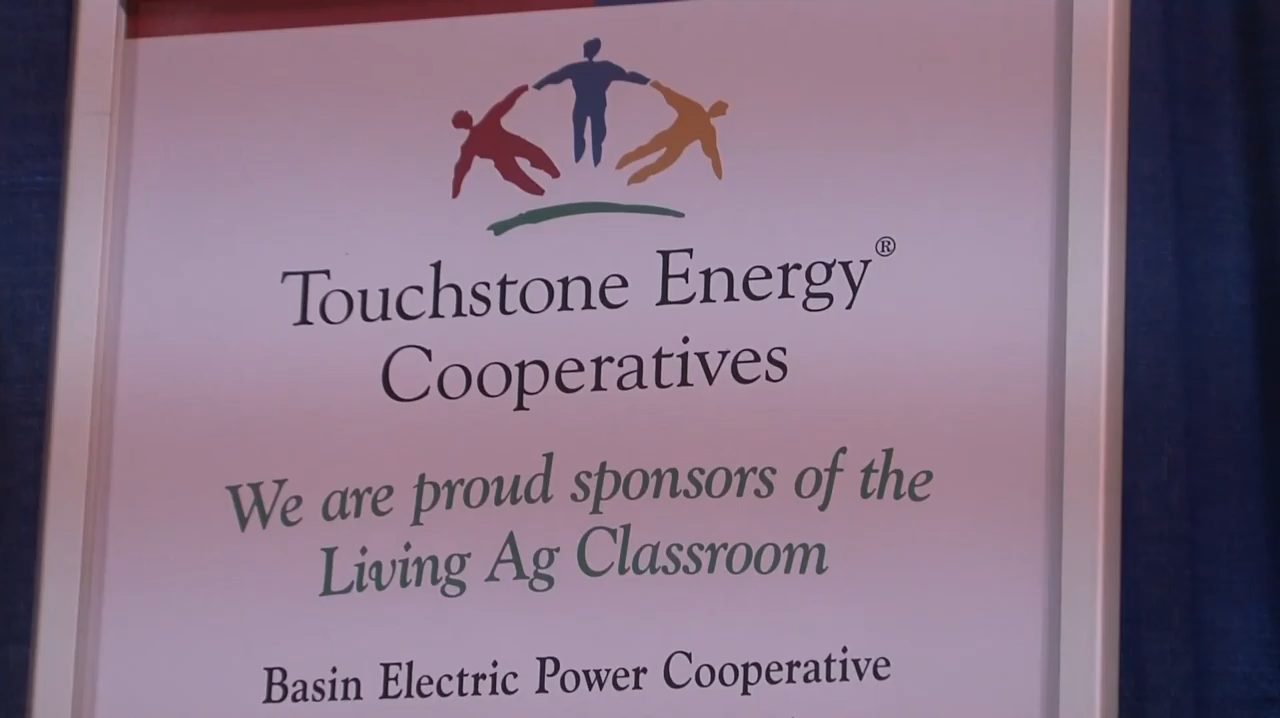 Touchstone Energy®
Cooperatives
We are proud sponsors of the
Living Ag Classroom
Basin Electric Power Cooperative